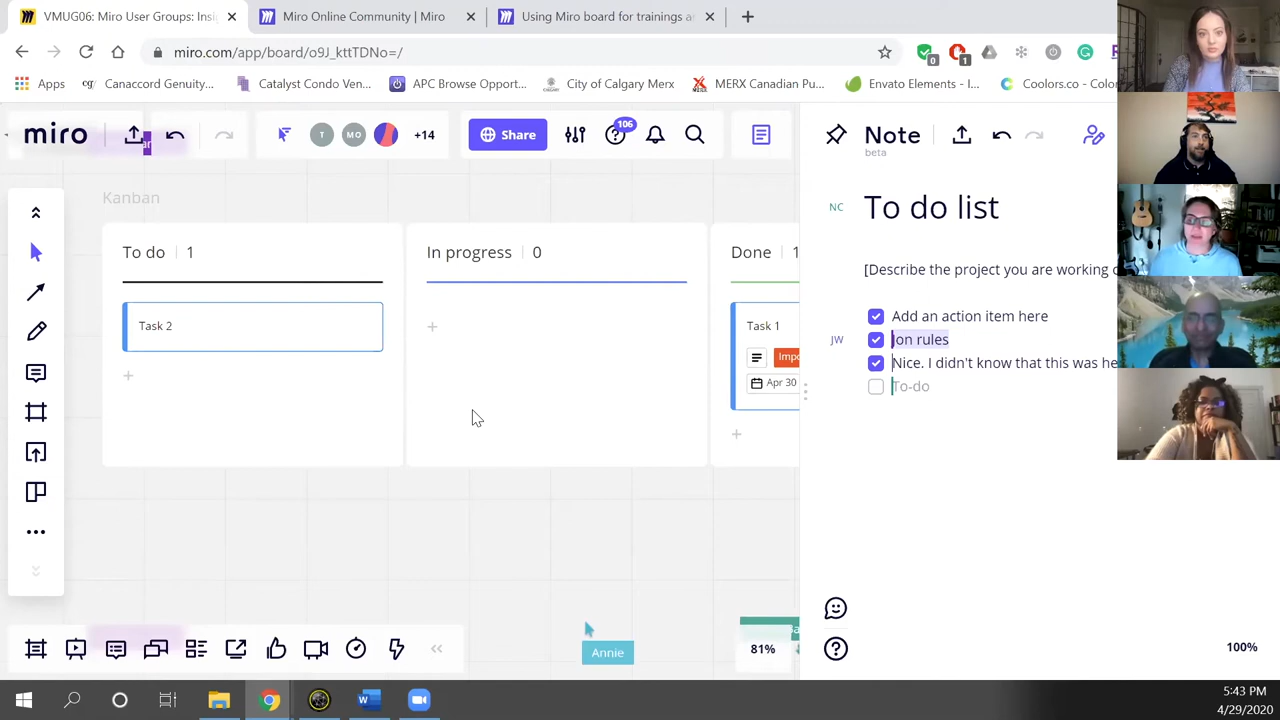 VMUG06: Miro User Groups: Insi
Miro Online Community | Miro
Using Miro board for trainings a
miro.com/app/board/o9J_kttTDNo=/
0
1
Apps
cg
Canaccord Genuity...
Catalyst Condo Ven...
APC Browse Opport...
City of Calgary Merx
MERX Canadian Pu...
Envato Elements - I...
Coolors.co - Color
miro
T
MO
+14
Share
106
Note
beta
Kanban
NC
To do list
To do | 1
In progress | 0
Done | 1
[Describe the project you are working o
Task 2
Task 1
Add an action item here
JW
Jon rules
Impo
Nice. I didn't know that this was he
Apr 30
To-do
Annie
81%
100%
5:43 PM
4/29/2020